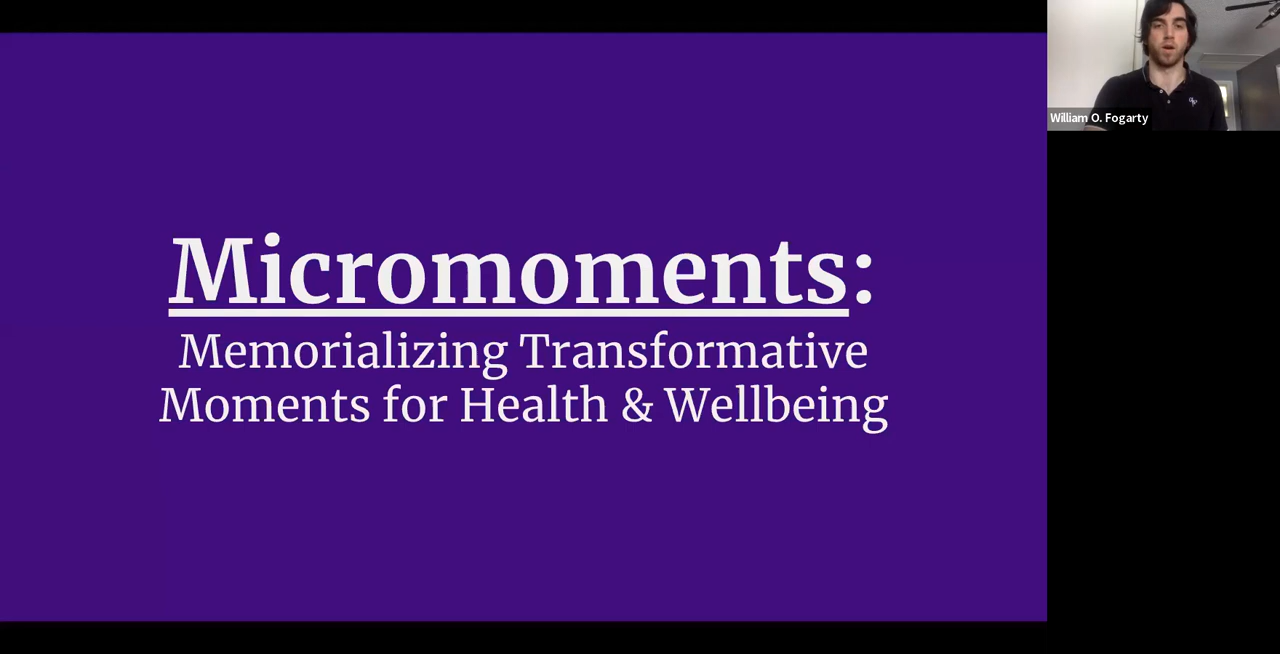 Micromoments:
Memorializing Transformative
Moments for Health & Wellbeing
William O. Fogarty